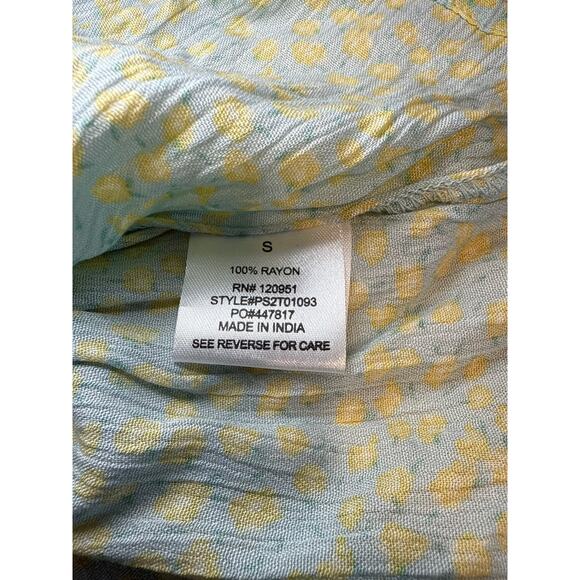 S
100% RAYON
RN# 120951
STYLE#PS2T01093
PO#447817
MADE IN INDIA
SEE REVERSE FOR CARE